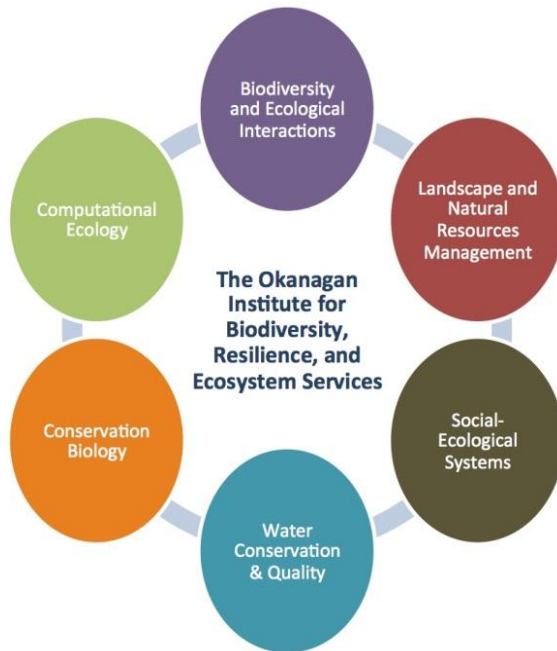 Biodiversity
and Ecological
Interactions
Computational
Ecology
Landscape and
Natural
Resources
Management
The Okanagan
Institute for
Biodiversity,
Resilience, and
Ecosystem Services
Conservation
Biology
Social-
Ecological
Systems
Water
Conservation
& Quality